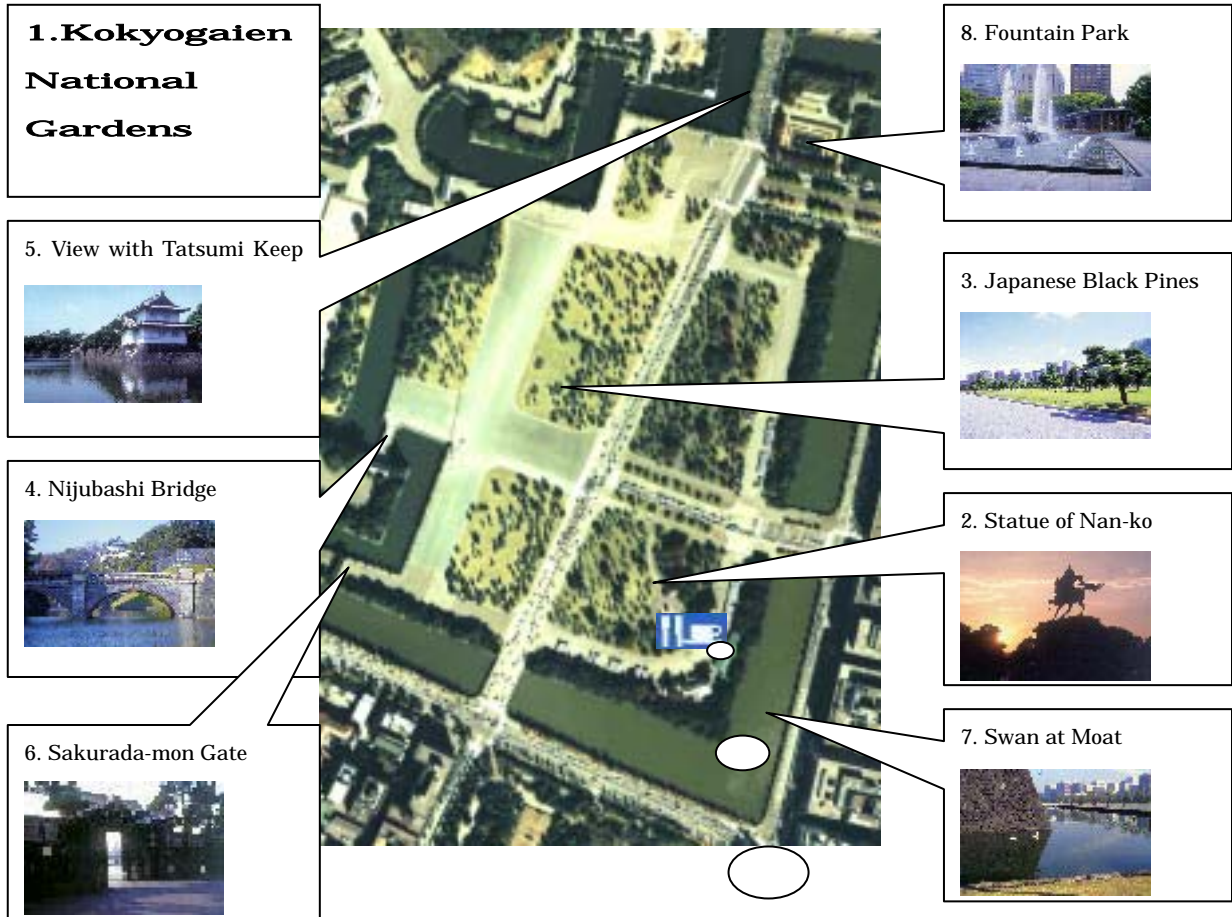 1.Kokyogaien
National
Gardens
5. View with Tatsumi Keep
4. Nijubashi Bridge
6. Sakurada-mon Gate
8. Fountain Park
3. Japanese Black Pines
2. Statue of Nan-ko
7. Swan at Moat